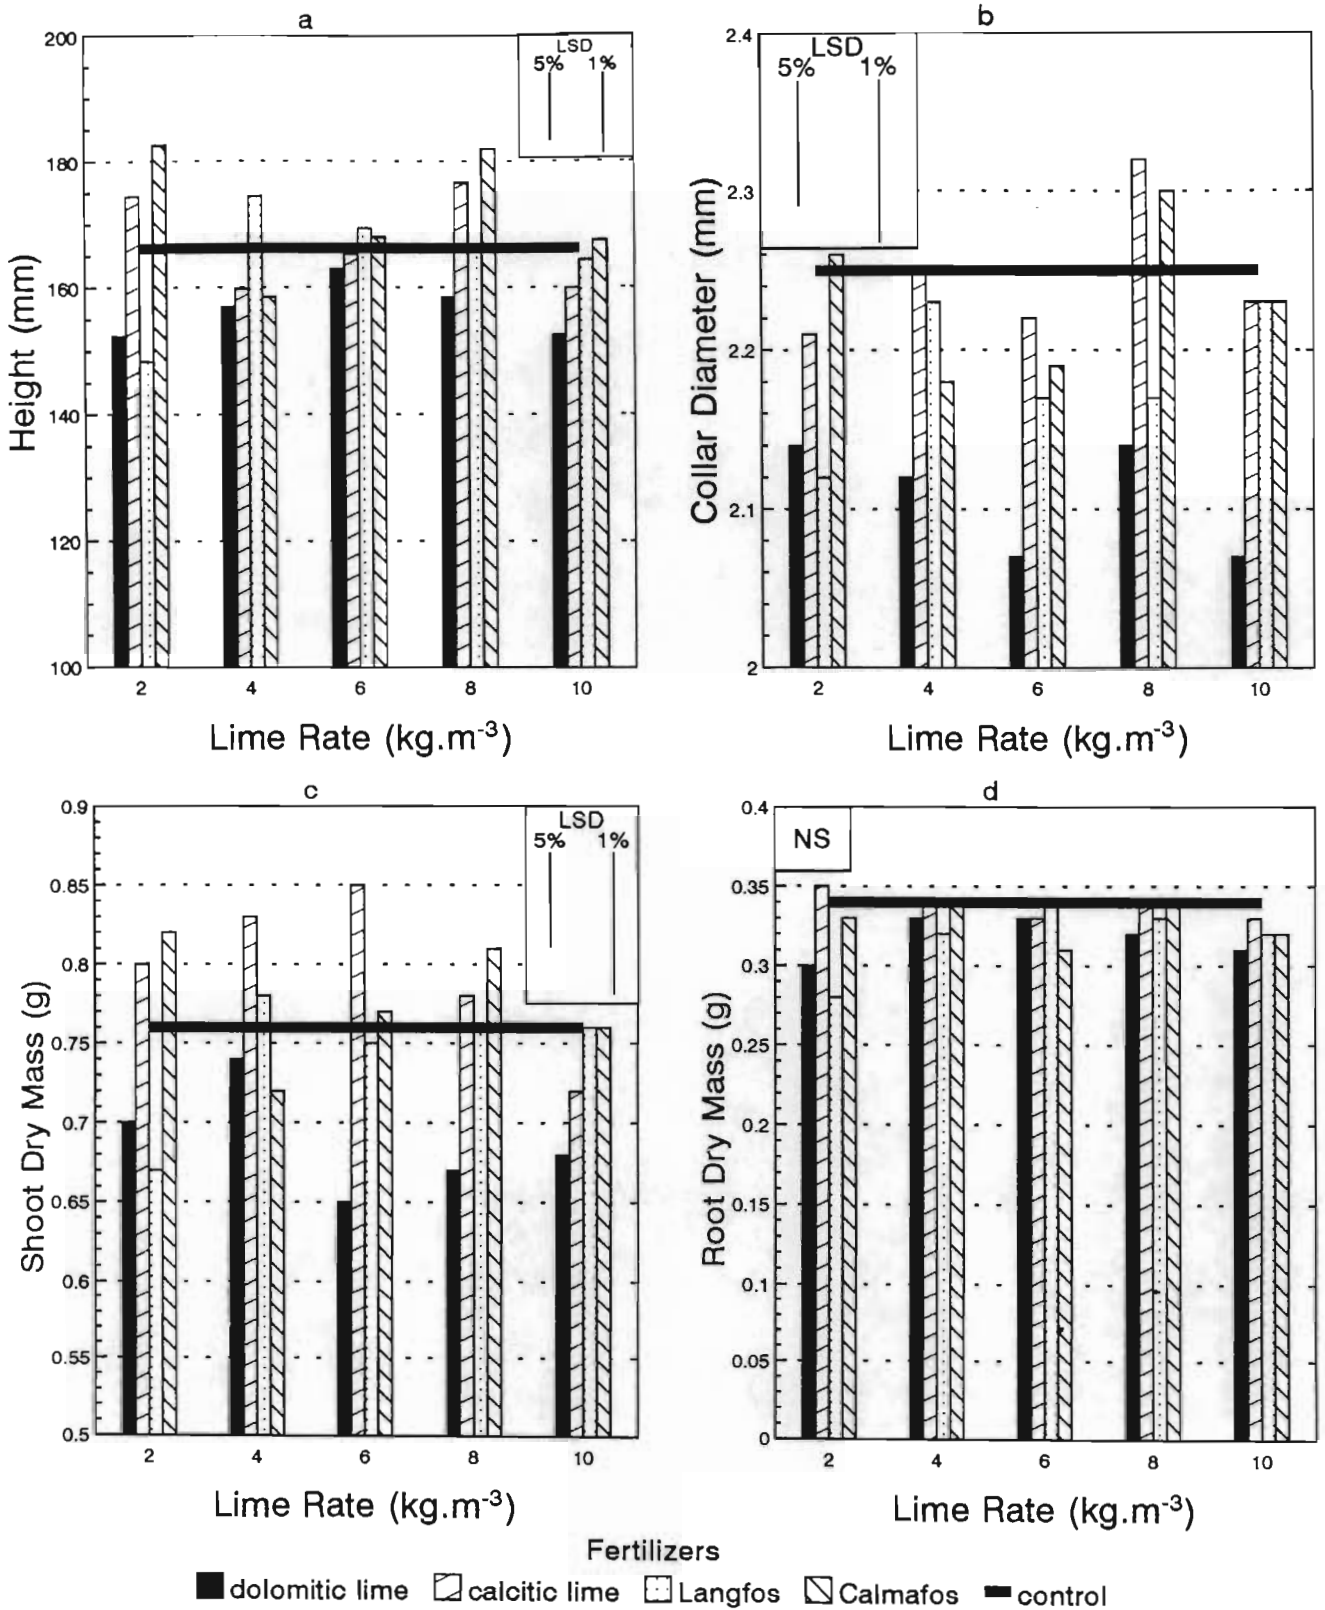 a
200
180
160
140
120
100
Height (mm)
LSD
5% 1%
2 4 6 8 10
Lime Rate (kg.m-3)
b
2.4
2.3
2.2
2.1
2
Collar Diameter (mm)
LSD
5% 1%
2 4 6 8 10
Lime Rate (kg.m-3)
c
0.9
0.85
0.8
0.75
0.7
0.65
0.6
0.55
0.5
Shoot Dry Mass (g)
LSD
5% 1%
2 4 6 8 10
Lime Rate (kg.m-3)
d
0.4
0.35
0.3
0.25
0.2
0.15
0.1
0.05
0
Root Dry Mass (g)
NS
2 4 6 8 10
Lime Rate (kg.m-3)
Fertilizers
dolomitic lime calcitic lime Langfos Calmafos control